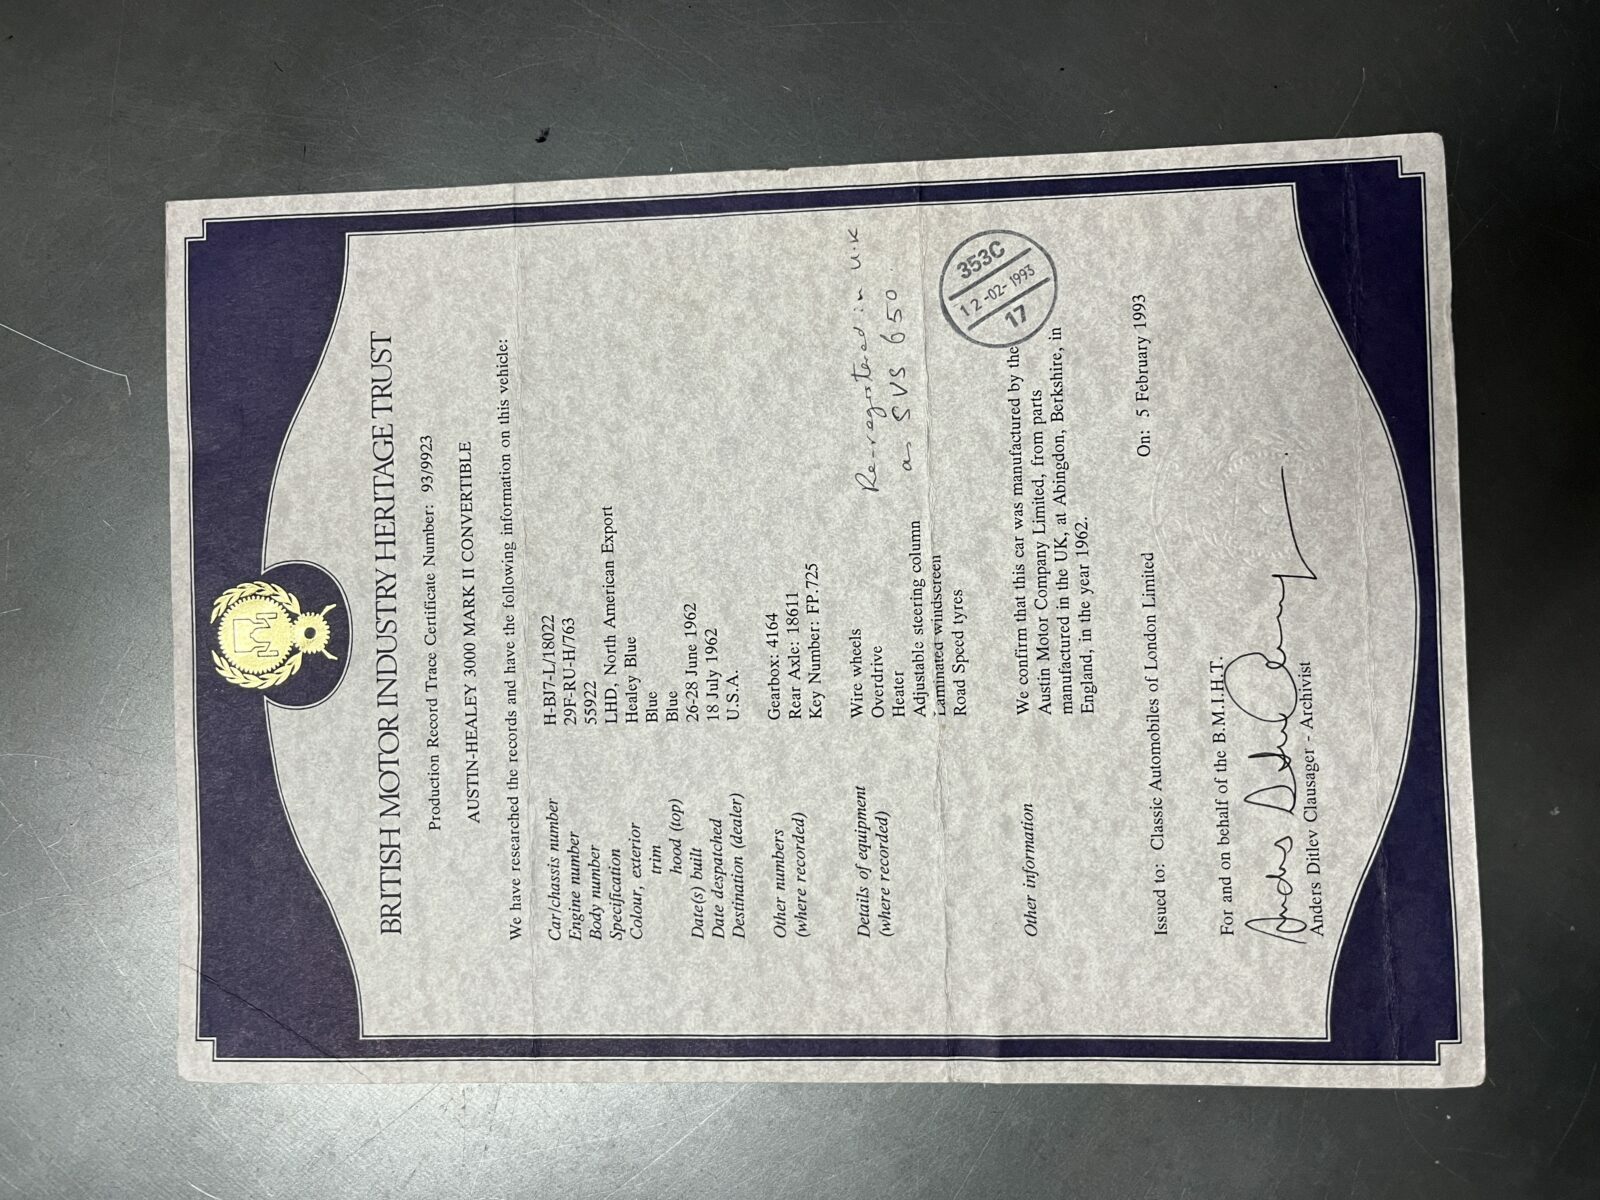 BRITISH MOTOR INDUSTRY HERITAGE TRUST
Production Record Trace Certificate Number: 93/9923
AUSTIN-HEALEY 3000 MARK II CONVERTIBLE
We have researched the records and have the following information on this vehicle:
Car/chassis number H-BJ7-L/18022
Engine number 29F-RU-H/763
Body number 55922
Specification LHD, North American Export
Colour, exterior Healey Blue
trim Blue
hood (top) Blue
Date(s) built 26-28 June 1962
Date despatched 18 July 1962
Destination (dealer) U.S.A.
Other numbers Gearbox: 4164
(where recorded) Rear Axle: 18611
Key Number: FP.725
Details of equipment Wire wheels
(where recorded) Overdrive
Heater
Adjustable steering column
Laminated windscreen
Road Speed tyres
Re-registered in U.K
as SVS 650.
353C
12-02-1993
17
Other information We confirm that this car was manufactured by the
Austin Motor Company Limited, from parts
manufactured in the UK, at Abingdon, Berkshire, in
England, in the year 1962.
Issued to: Classic Automobiles of London Limited On: 5 February 1993
For and on behalf of the B.M.I.H.T.
Anders Ditlev Clausager - Archivist